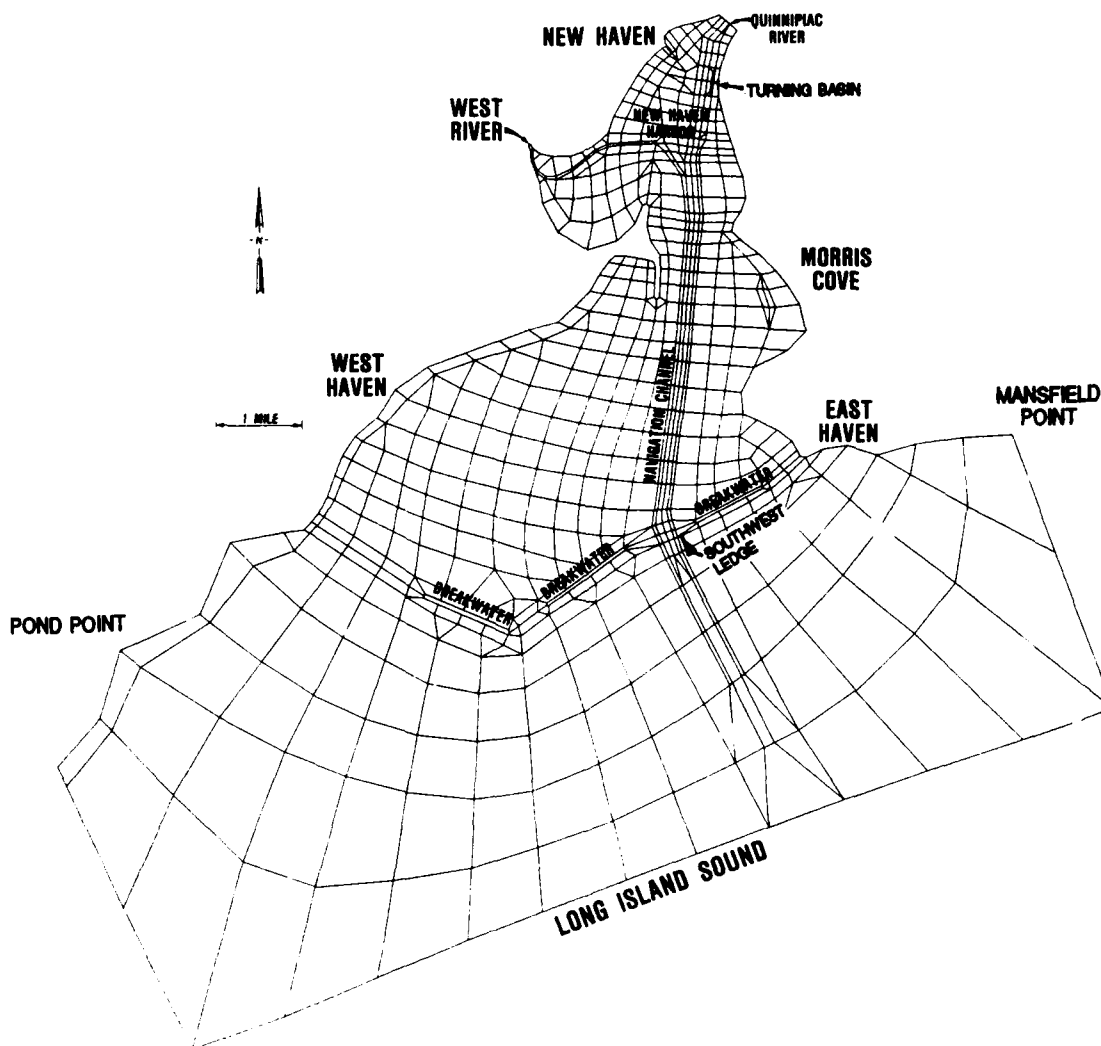 NEW HAVEN
QUINNIPIAC
RIVER
TURNING BASIN
WEST
RIVER
NEW HAVEN
HARBOR
N
MORRIS
COVE
WEST
HAVEN
NAVIGATION CHANNEL
1 MILE
EAST
HAVEN
MANSFIELD
POINT
BREAKWATER
SOUTHWEST
LEDGE
BREAKWATER
BREAKWATER
POND POINT
LONG ISLAND SOUND